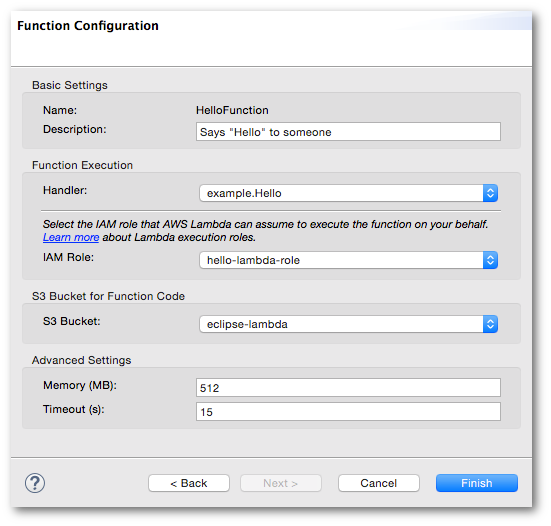 Function Configuration
Basic Settings
Name: HelloFunction
Description: Says "Hello" to someone
Function Execution
Handler: example.Hello
Select the IAM role that AWS Lambda can assume to execute the function on your behalf.
Learn more about Lambda execution roles.
IAM Role: hello-lambda-role
S3 Bucket for Function Code
S3 Bucket: eclipse-lambda
Advanced Settings
Memory (MB): 512
Timeout (s): 15
? < Back Next > Cancel Finish